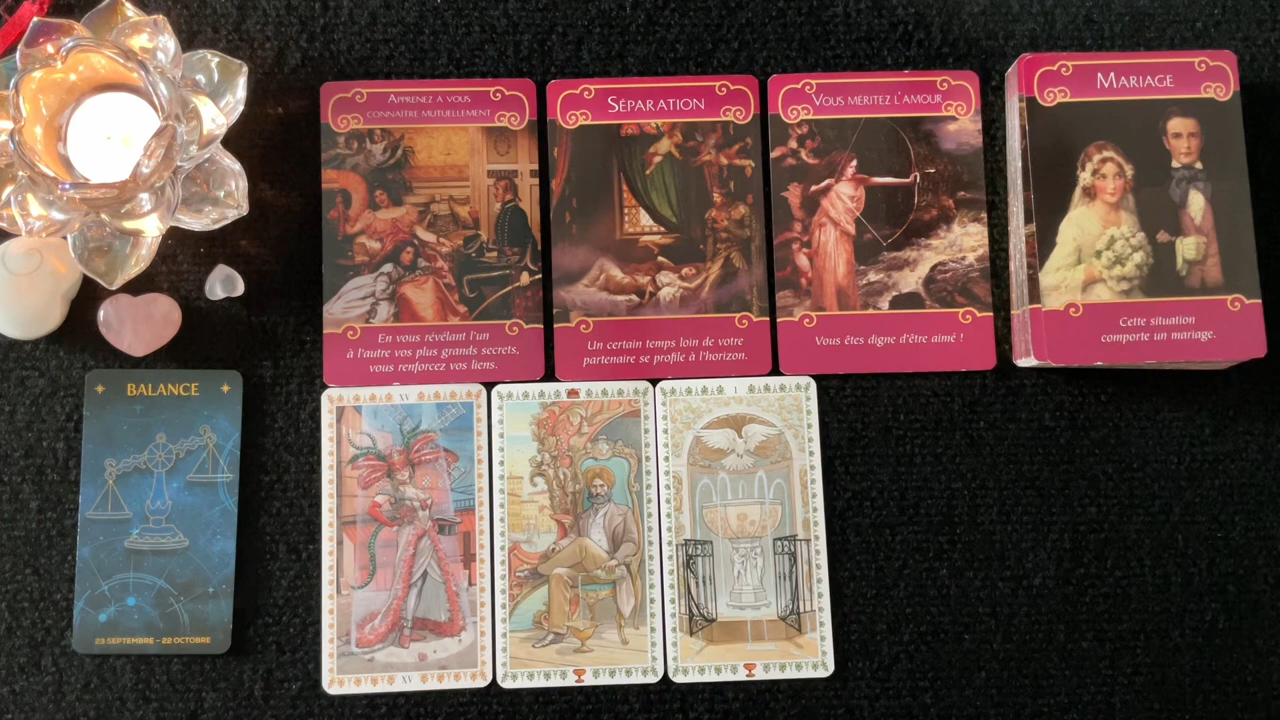 APPRENEZ À VOUS
CONNAÎTRE MUTUELLEMENT
En vous révélant l'un
à l'autre vos plus grands secrets,
vous renforcez vos liens.
SÉPARATION
Un certain temps loin de votre
partenaire se profile à l'horizon.
VOUS MÉRITEZ L'AMOUR
Vous êtes digne d'être aimé !
MARIAGE
Cette situation
comporte un mariage.
BALANCE
23 SEPTEMBRE – 22 OCTOBRE
XV
XV
I